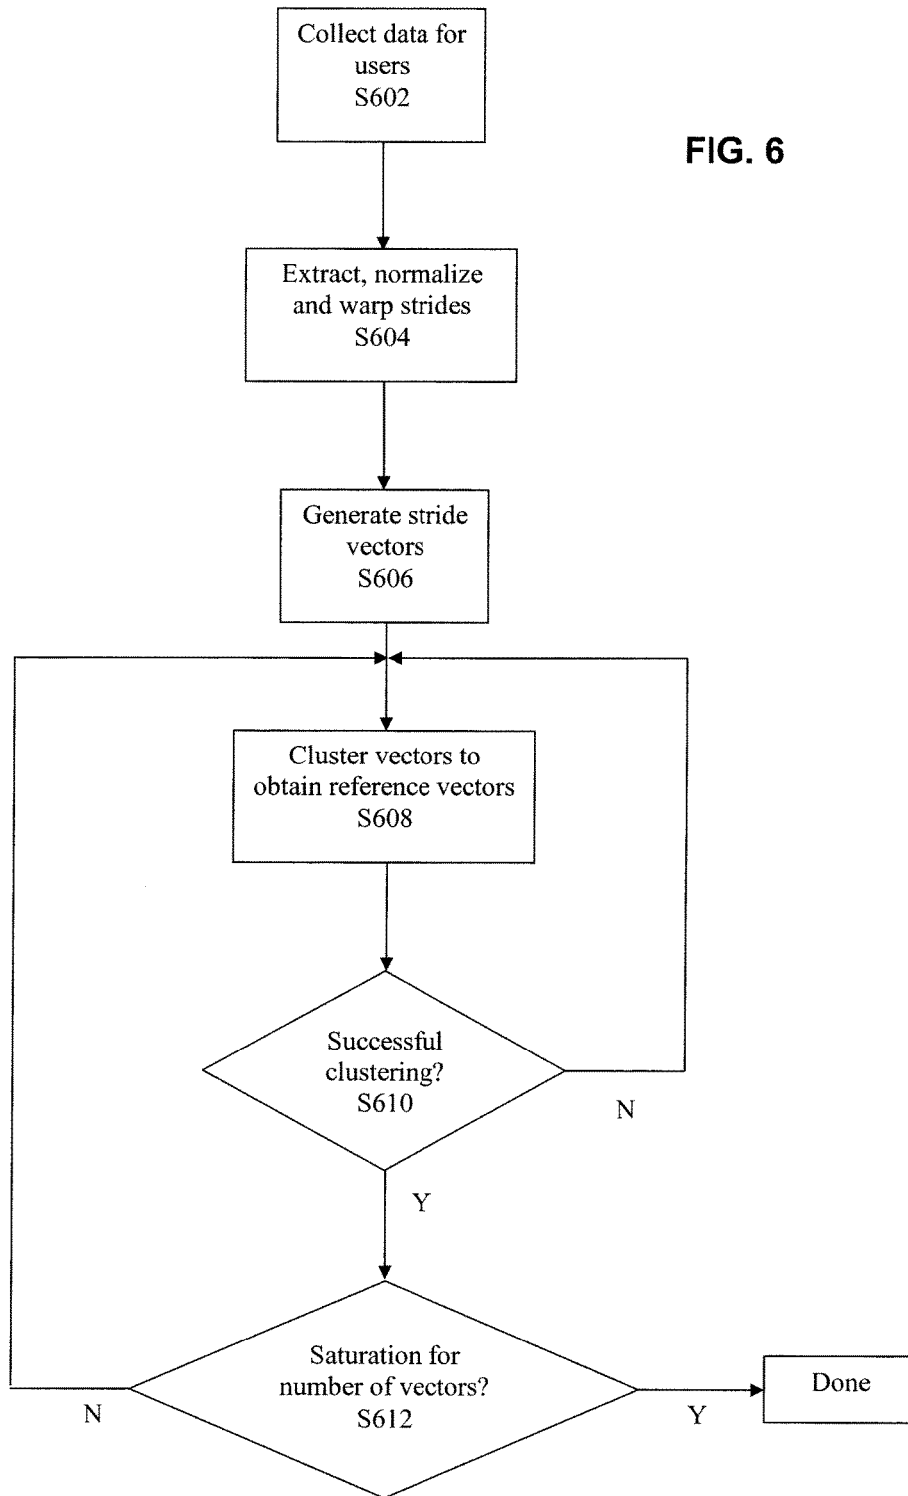 Collect data for
users
S602
FIG. 6
Extract, normalize
and warp strides
S604
Generate stride
vectors
S606
Cluster vectors to
obtain reference vectors
S608
Successful
clustering?
S610
N
Y
Saturation for
number of vectors?
S612
N
Y
Done